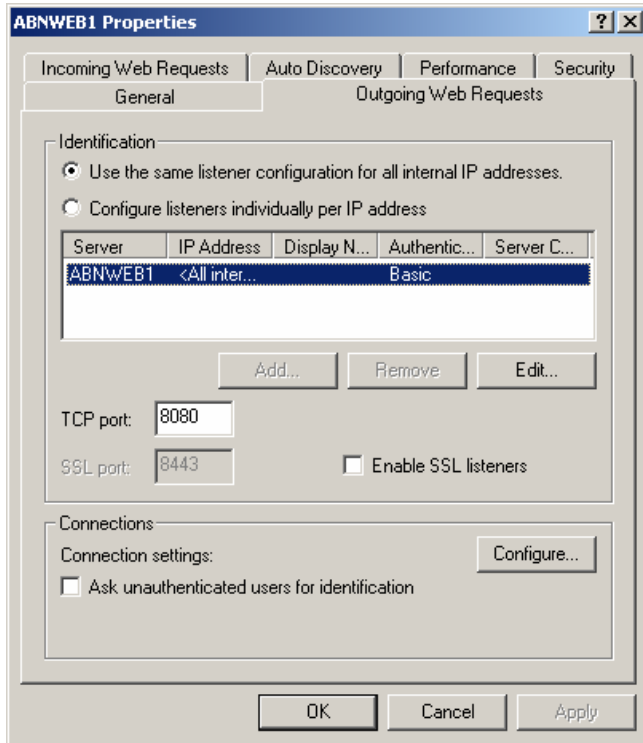 ABNWEB1 Properties
Incoming Web Requests Auto Discovery Performance Security
General Outgoing Web Requests
Identification
Use the same listener configuration for all internal IP addresses.
Configure listeners individually per IP address
Server IP Address Display N... Authentic... Server C...
ABNWEB1 <All inter... Basic
Add... Remove Edit...
TCP port: 8080
SSL port: 8443 Enable SSL listeners
Connections
Connection settings: Configure...
Ask unauthenticated users for identification
OK Cancel Apply